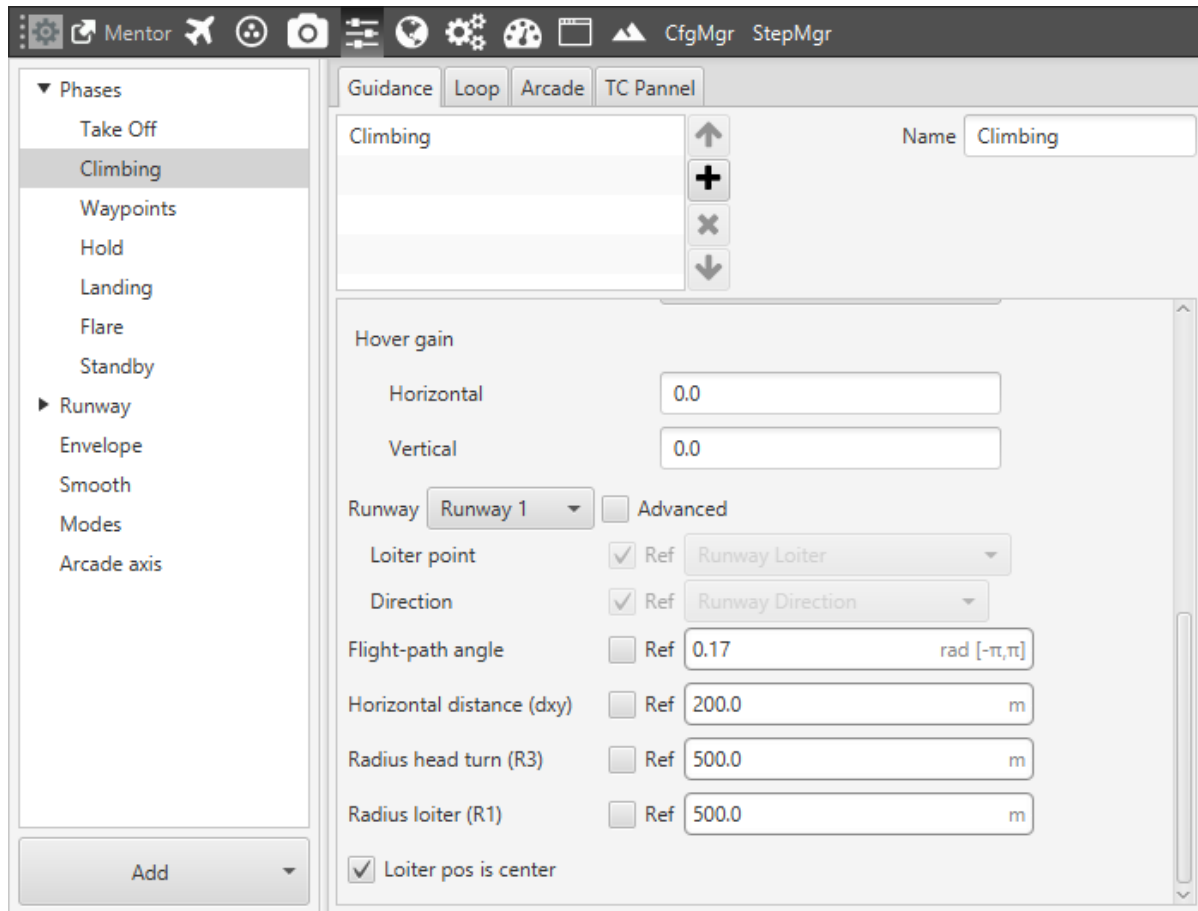 Mentor CfgMgr StepMgr
Phases
Take Off
Climbing
Waypoints
Hold
Landing
Flare
Standby
Runway
Envelope
Smooth
Modes
Arcade axis
Add
Guidance Loop Arcade TC Pannel
Climbing
Name Climbing
Hover gain
Horizontal 0.0
Vertical 0.0
Runway Runway 1 Advanced
Loiter point Ref Runway Loiter
Direction Ref Runway Direction
Flight-path angle Ref 0.17 rad [-π,π]
Horizontal distance (dxy) Ref 200.0 m
Radius head turn (R3) Ref 500.0 m
Radius loiter (R1) Ref 500.0 m
Loiter pos is center